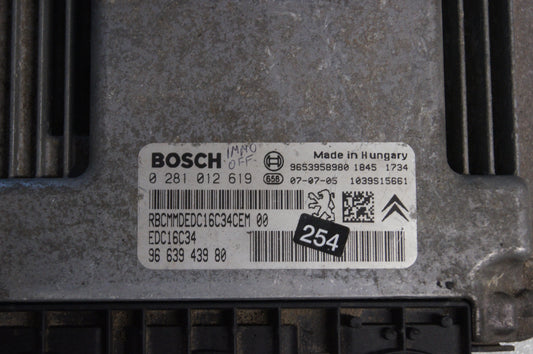 BOSCH IMMO OFF
Made in Hungary
9653958980 1845 1734
0 281 012 619 656 07-07-05 1039S15661
RBCMMDEDC16C34CEM 00
EDC16C34
254
96 639 439 80